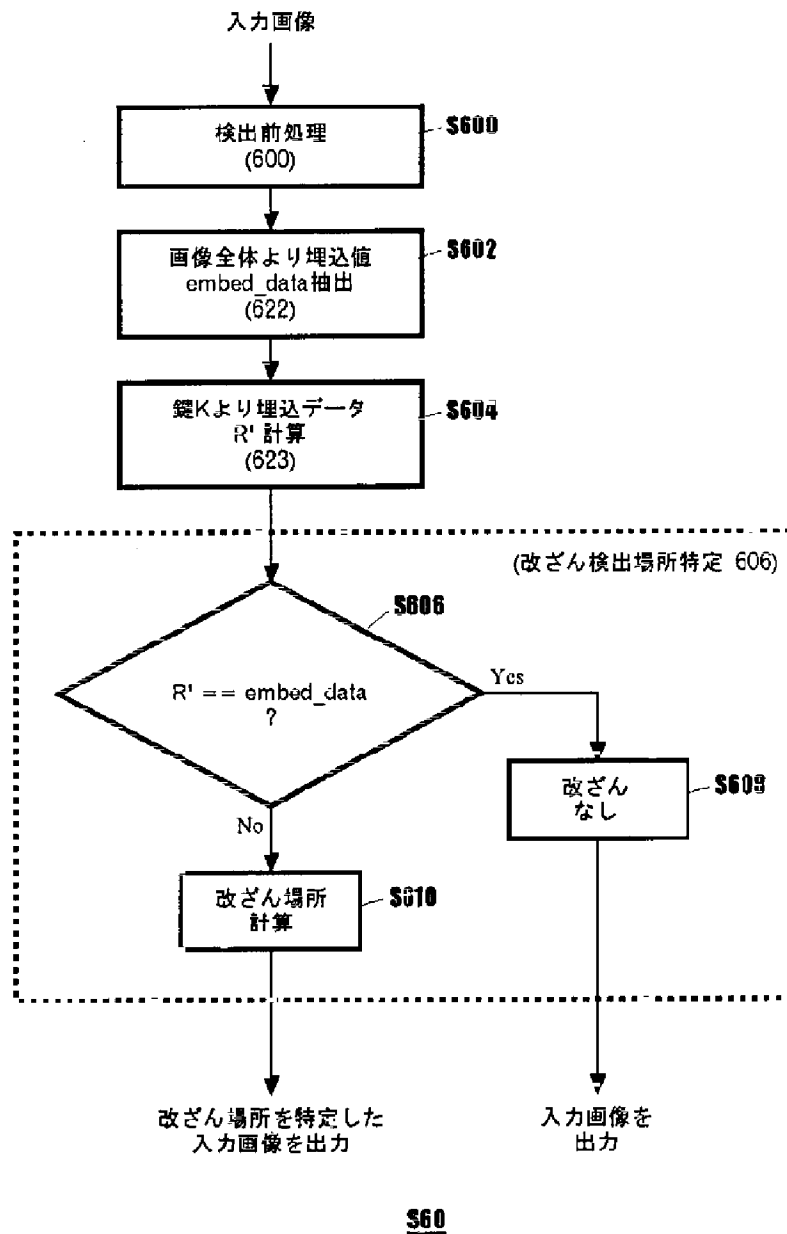 入力画像
検出前処理
(600)
S600
画像全体より埋込値
embed_data抽出
(622)
S602
鍵Kより埋込データ
R' 計算
(623)
S604
(改ざん検出場所特定 606)
S606
R' == embed_data
?
Yes
改ざん
なし
S609
No
改ざん場所
計算
S610
改ざん場所を特定した
入力画像を出力
入力画像を
出力
S60